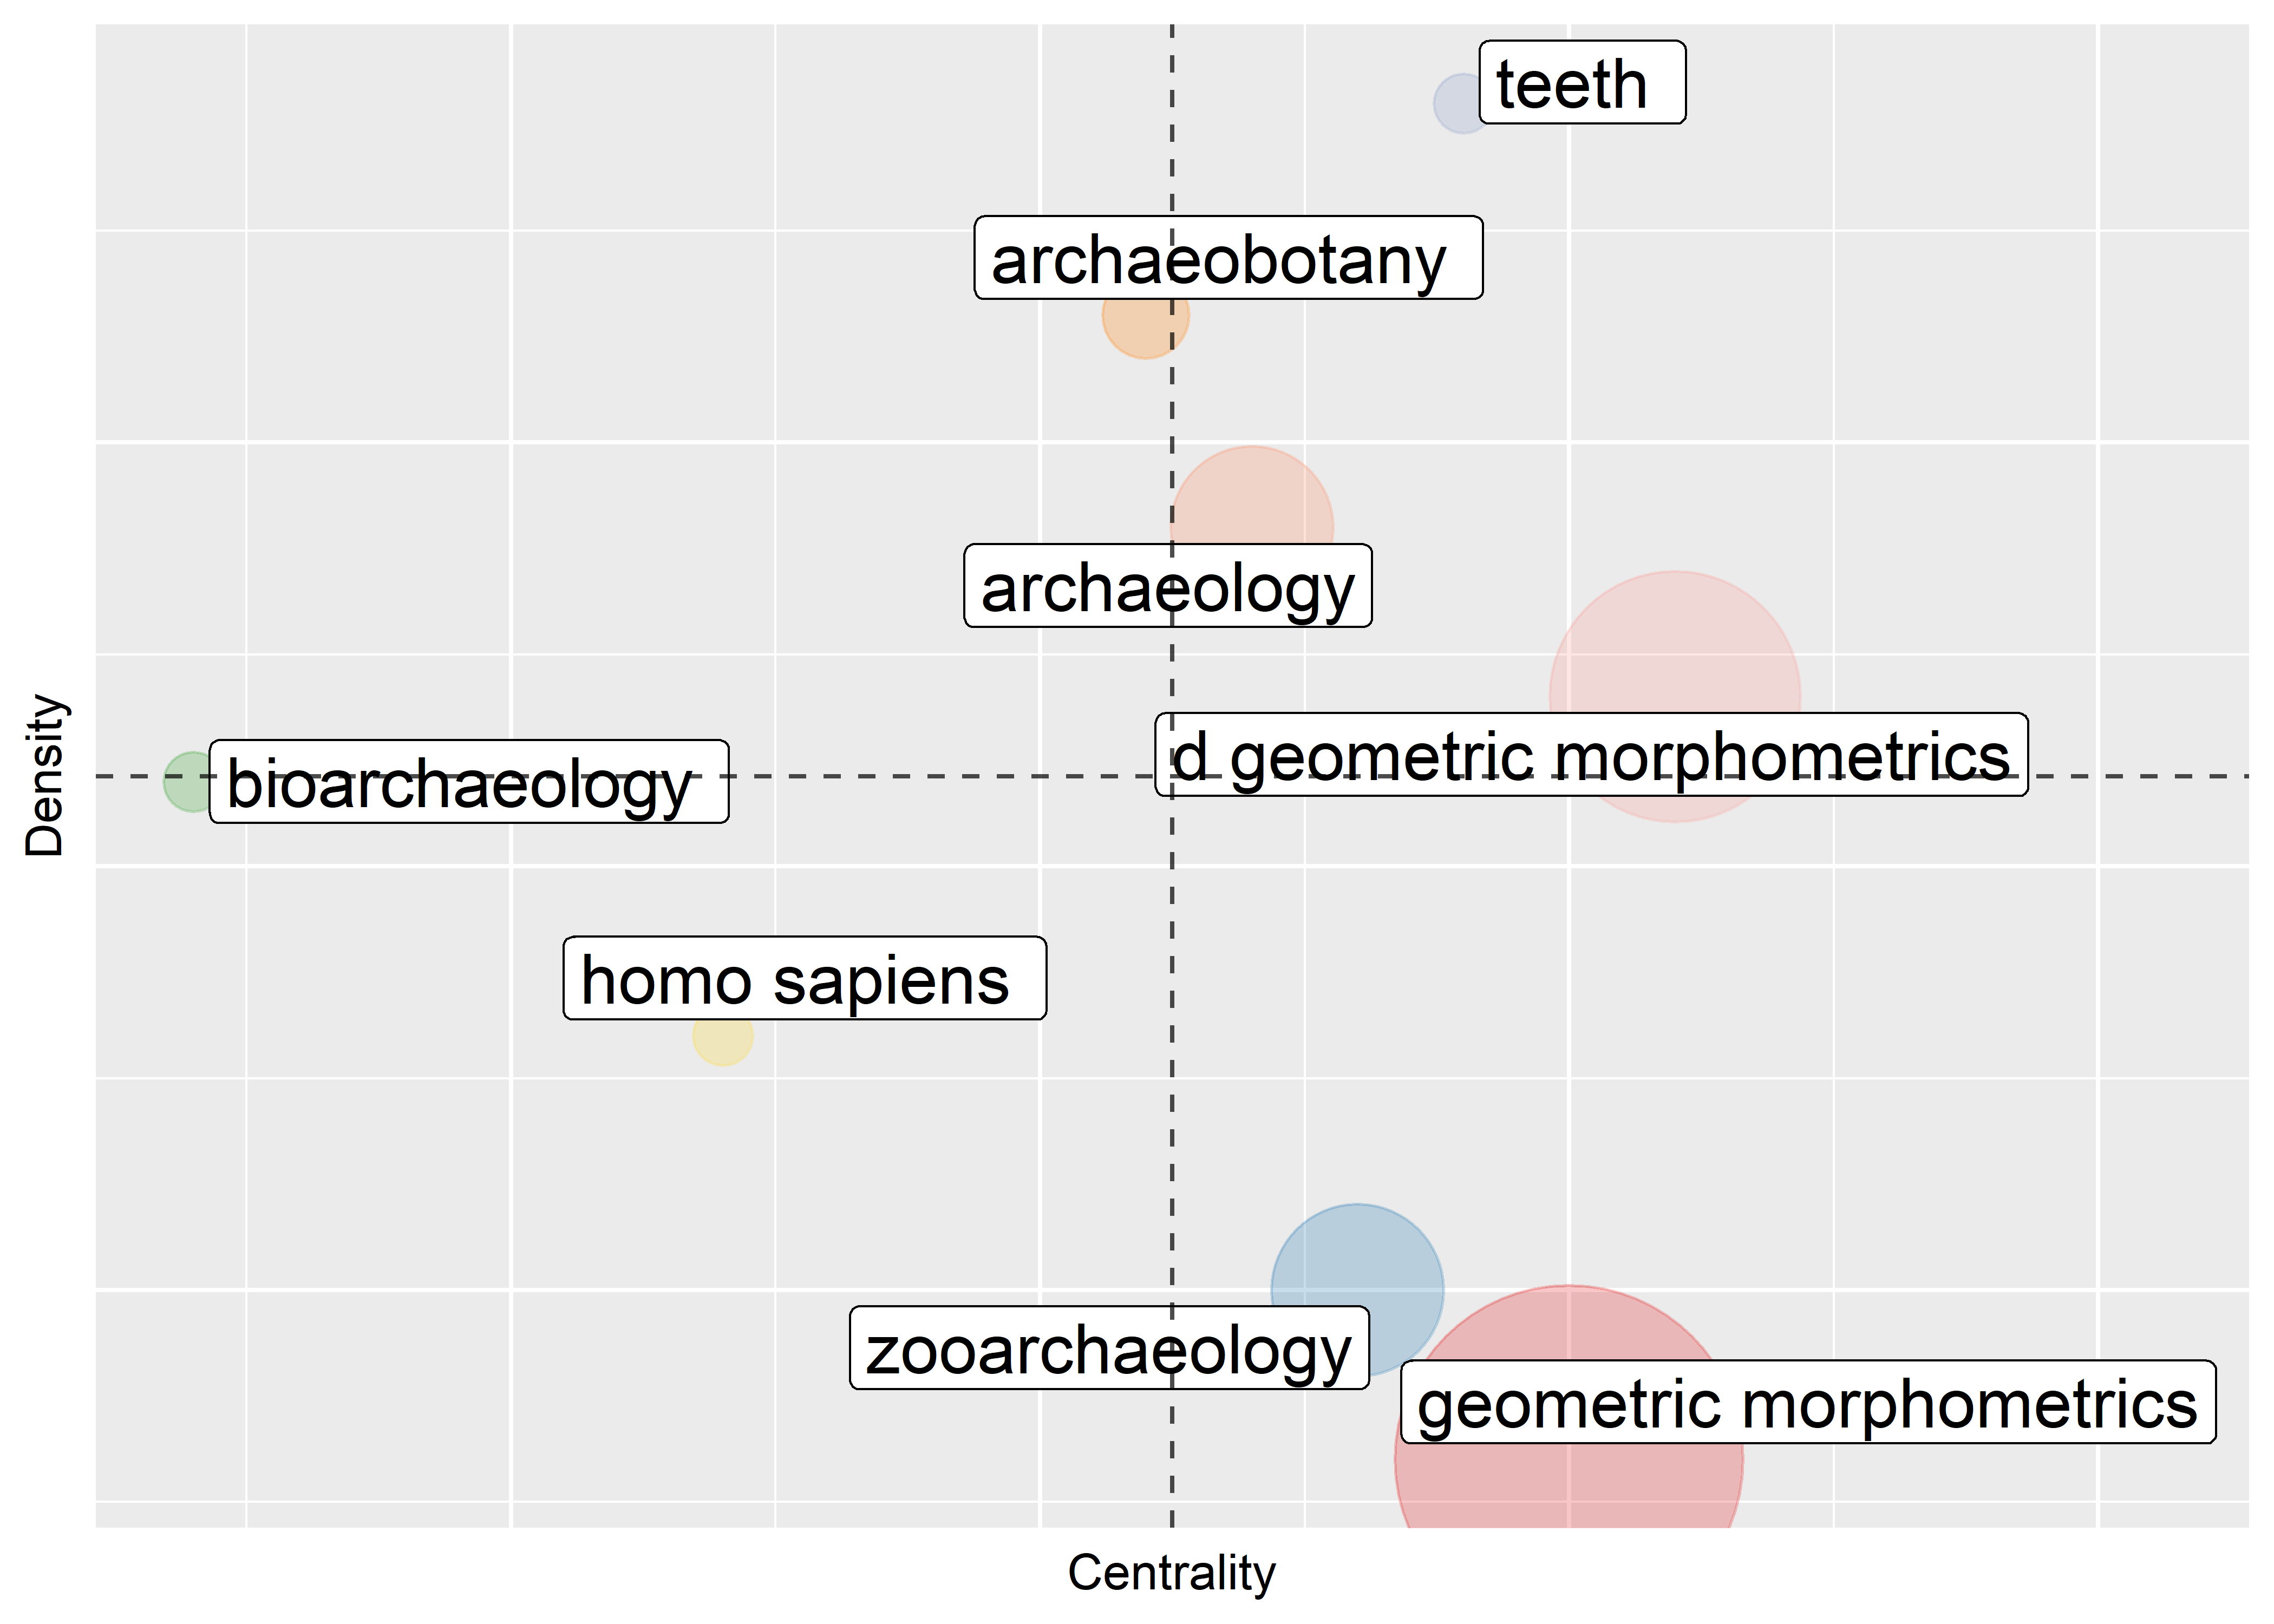 teeth
archaeobotany
archaeology
d geometric morphometrics
bioarchaeology
homo sapiens
zooarchaeology
geometric morphometrics
Density
Centrality